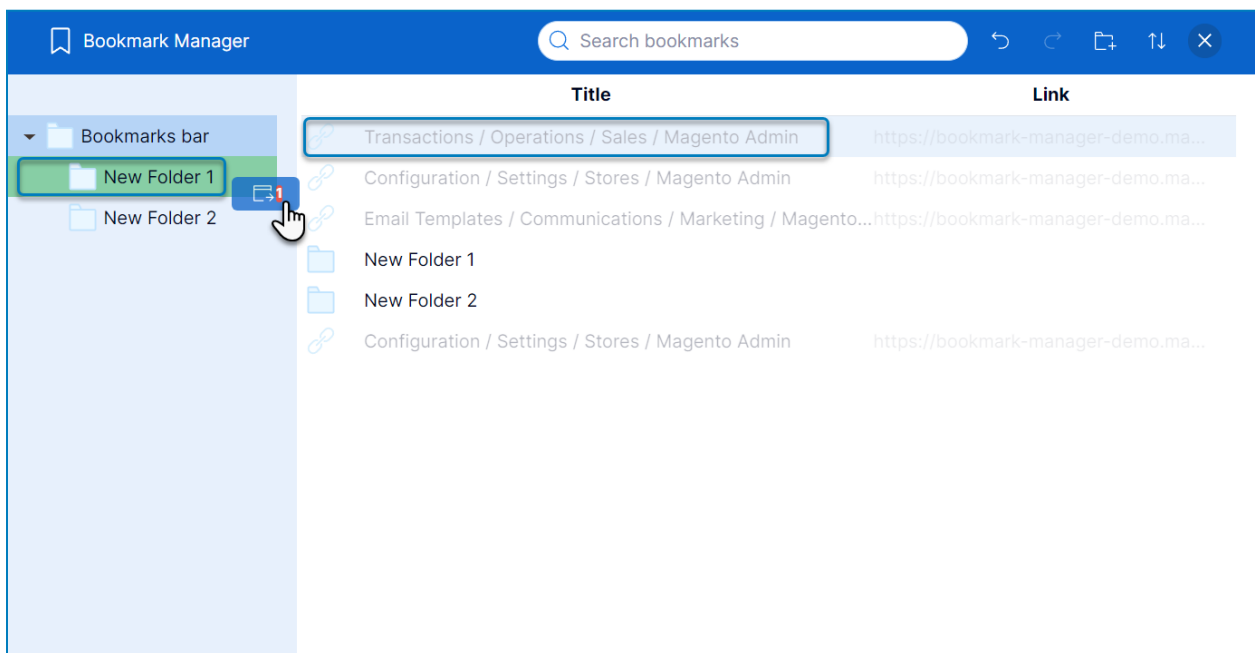 Bookmark Manager
Search bookmarks
Title Link
Bookmarks bar
New Folder 1
1
New Folder 2
Transactions / Operations / Sales / Magento Admin https://bookmark-manager-demo.ma...
Configuration / Settings / Stores / Magento Admin https://bookmark-manager-demo.ma...
Email Templates / Communications / Marketing / Magento... https://bookmark-manager-demo.ma...
New Folder 1
New Folder 2
Configuration / Settings / Stores / Magento Admin https://bookmark-manager-demo.ma...